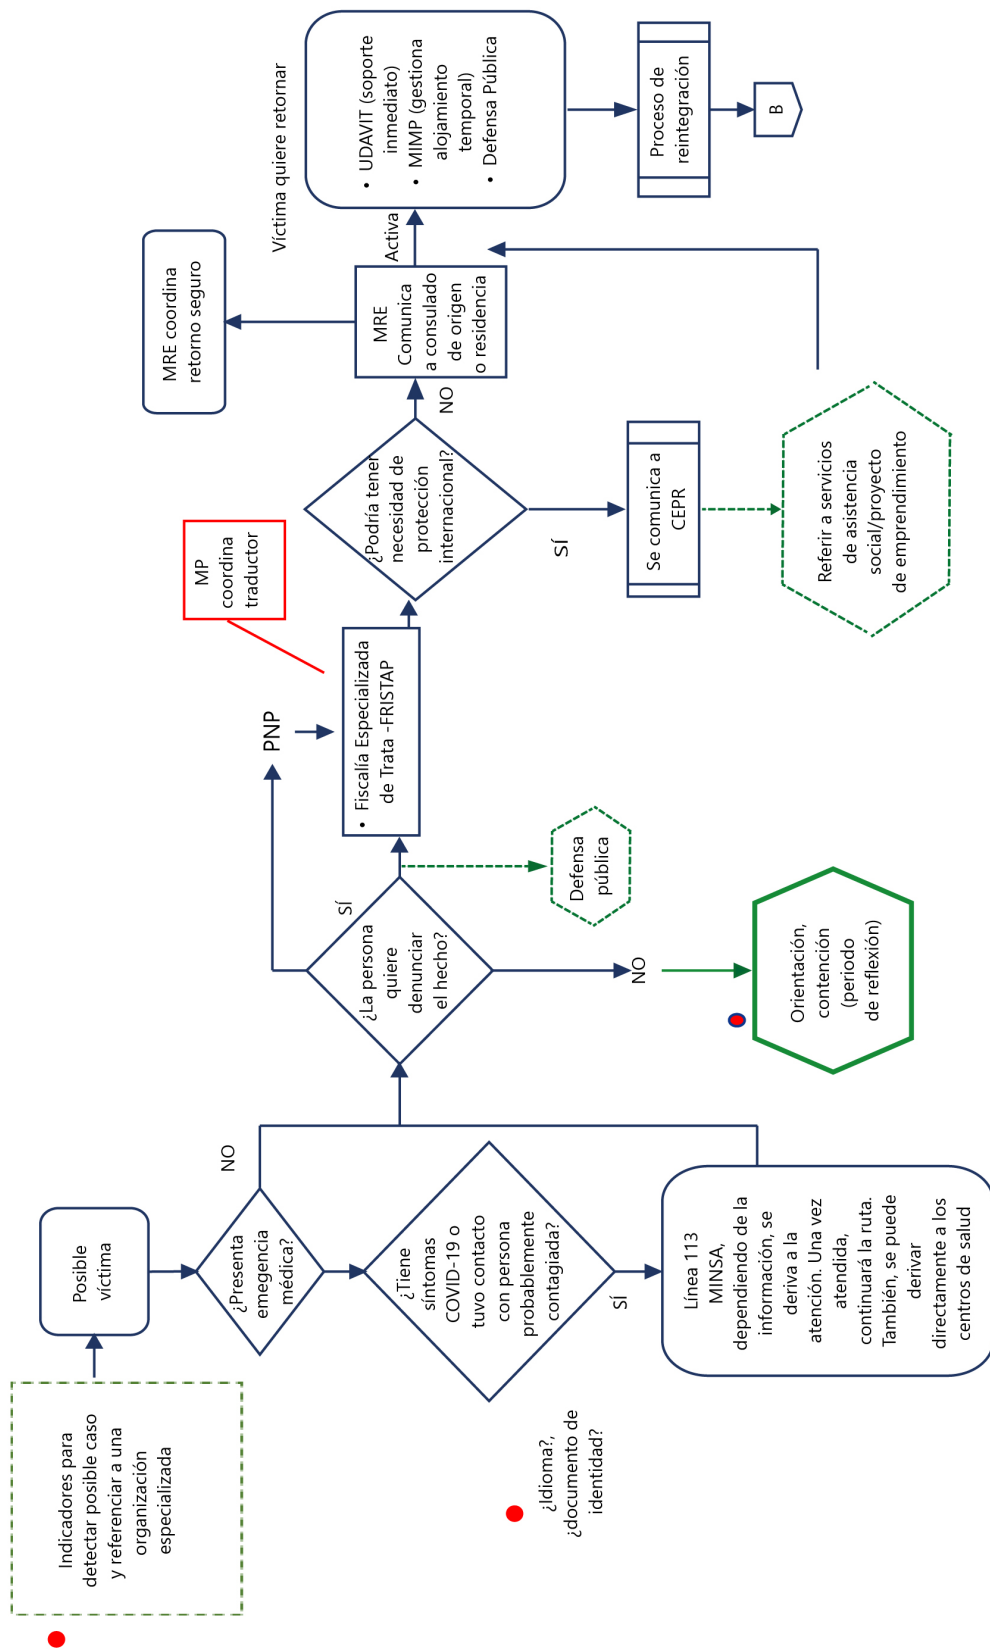 Indicadores para
detectar posible caso
y referenciar a una
organización
especializada
Posible
víctima
¿Presenta
emegencia
médica?
NO
¿Tiene
síntomas
COVID-19 o
tuvo contacto
con persona
probablemente
contagiada?
SÍ
¿Idioma?,
¿documento de
identidad?
Línea 113
MINSA,
dependiendo de la
información, se
deriva a la
atención. Una vez
atendida,
continuará la ruta.
También, se puede
derivar
directamente a los
centros de salud
¿La persona
quiere
denunciar
el hecho?
SÍ
NO
Orientación,
contención
(periodo
de reflexión)
Defensa
pública
PNP
• Fiscalía Especializada
de Trata -FRISTAP
MP
coordina
traductor
¿Podría tener
necesidad de
protección
internacional?
NO
SÍ
Se comunica a
CEPR
Referir a servicios
de asistencia
social/proyecto
de emprendimiento
MRE
Comunica
a consulado
de origen
o residencia
MRE coordina
retorno seguro
Víctima quiere retornar
Activa
• UDAVIT (soporte
inmediato)
• MIMP (gestiona
alojamiento
temporal)
• Defensa Pública
Proceso de
reintegración
B